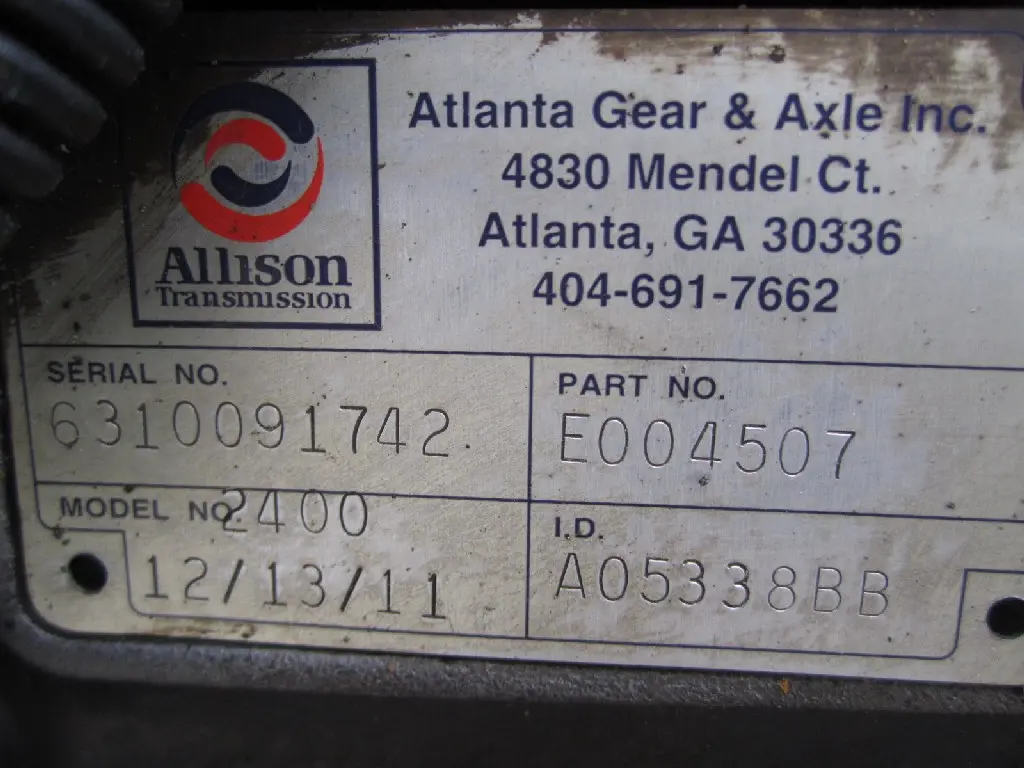 Atlanta Gear & Axle Inc.
4830 Mendel Ct.
Atlanta, GA 30336
404-691-7662
Allison
Transmission
SERIAL NO.
6310091742
PART NO.
E004507
MODEL NO. 2400
12/13/11
I.D.
A05338BB